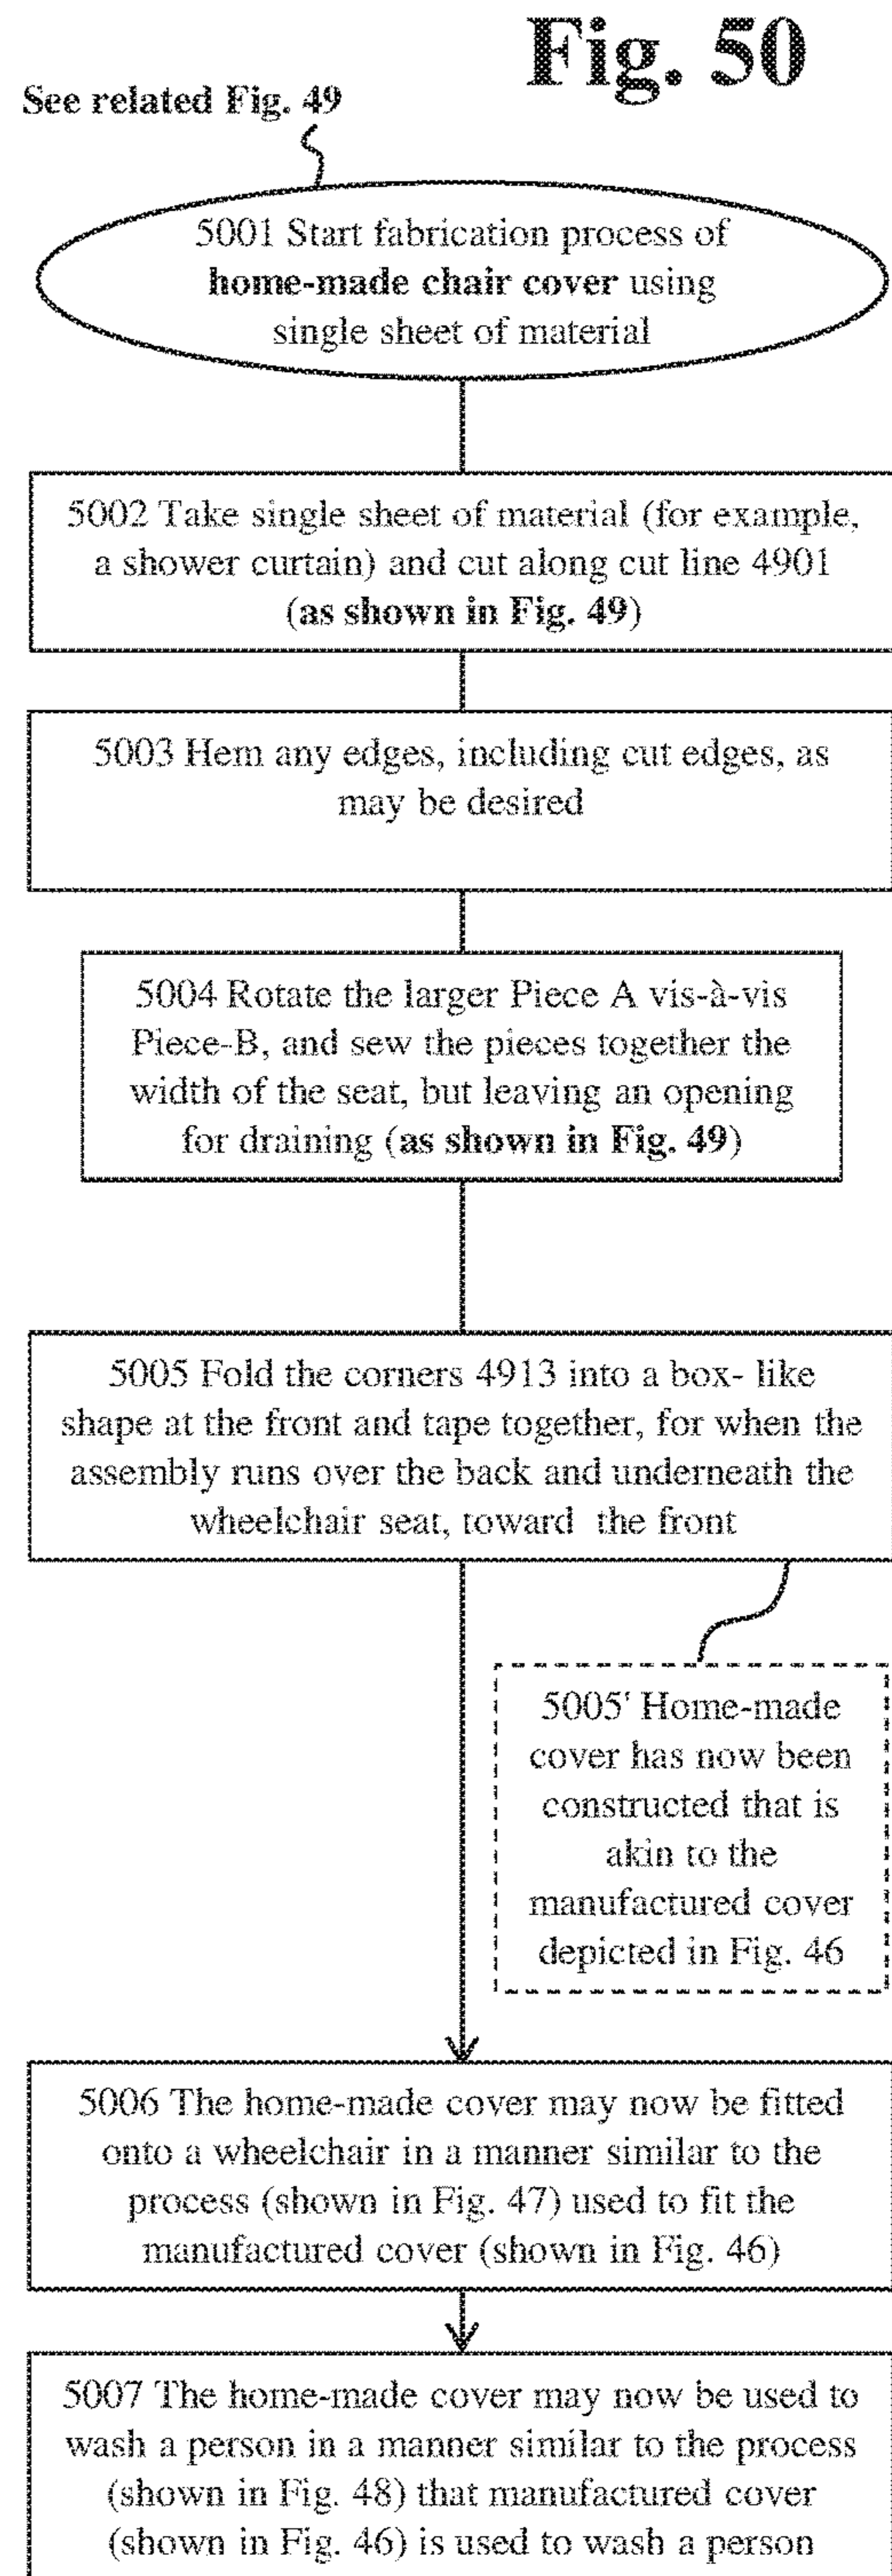 Fig. 50
See related Fig. 49
5001 Start fabrication process of
home-made chair cover using
single sheet of material
5002 Take single sheet of material (for example,
a shower curtain) and cut along cut line 4901
(as shown in Fig. 49)
5003 Hem any edges, including cut edges, as
may be desired
5004 Rotate the larger Piece A vis-à-vis
Piece-B, and sew the pieces together the
width of the seat, but leaving an opening
for draining (as shown in Fig. 49)
5005 Fold the corners 4913 into a box- like
shape at the front and tape together, for when the
assembly runs over the back and underneath the
wheelchair seat, toward the front
5005' Home-made
cover has now been
constructed that is
akin to the
manufactured cover
depicted in Fig. 46
5006 The home-made cover may now be fitted
onto a wheelchair in a manner similar to the
process (shown in Fig. 47) used to fit the
manufactured cover (shown in Fig. 46)
5007 The home-made cover may now be used to
wash a person in a manner similar to the process
(shown in Fig. 48) that manufactured cover
(shown in Fig. 46) is used to wash a person